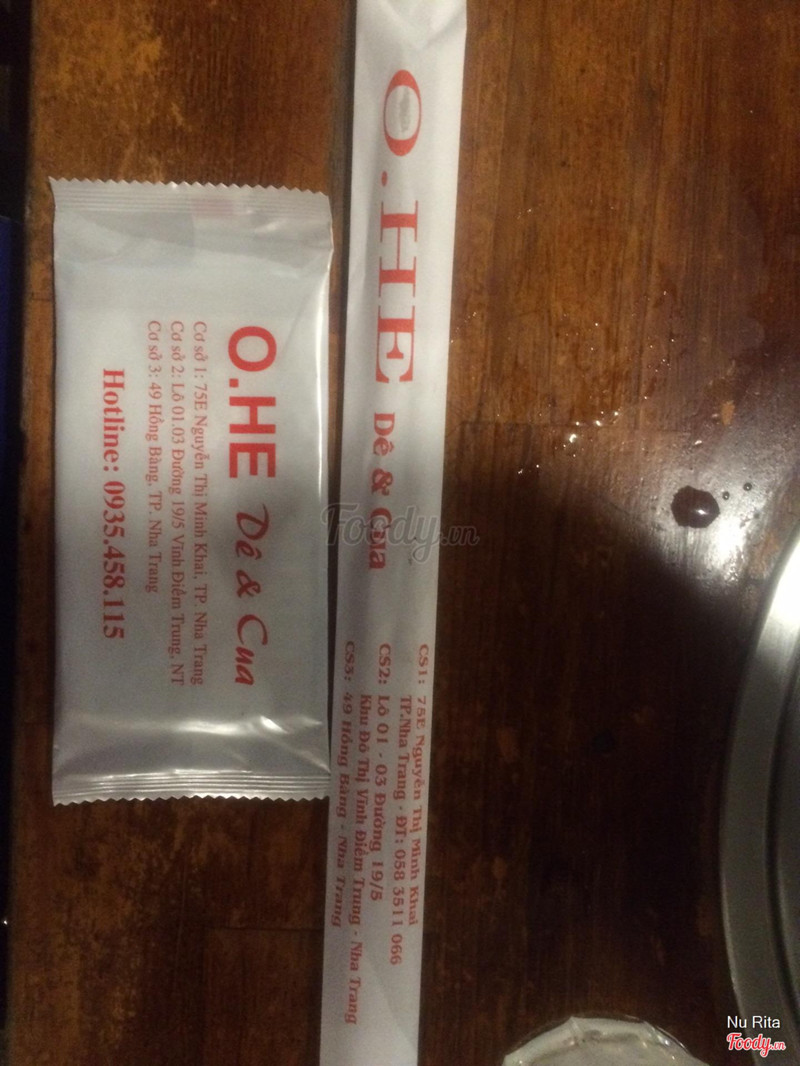 O.HE Dê & Cua
Cơ sở 1: 75E Nguyễn Thị Minh Khai, TP. Nha Trang
Cơ sở 2: Lô 01.03 Đường 19/5 Vĩnh Điềm Trung, NT
Cơ sở 3: 49 Hồng Bàng, TP. Nha Trang
Hotline: 0935.458.115
O.HE Dê & Cua
CS1: 75E Nguyễn Thị Minh Khai
TP.Nha Trang - ĐT: 058 3511 066
CS2: Lô 01 - 03 Đường 19/5
Khu Đô Thị Vĩnh Điềm Trung - Nha Trang
CS3: 49 Hồng Bàng - Nha Trang
Foody.vn
Nu Rita
Foody.vn